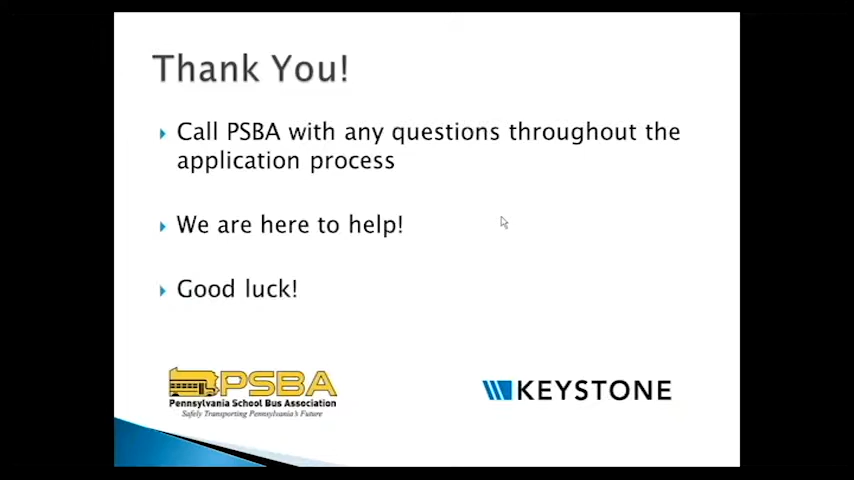 Thank You!
Call PSBA with any questions throughout the
application process
We are here to help!
Good luck!
PSBA
Pennsylvania School Bus Association
Safely Transporting Pennsylvania's Future
KEYSTONE